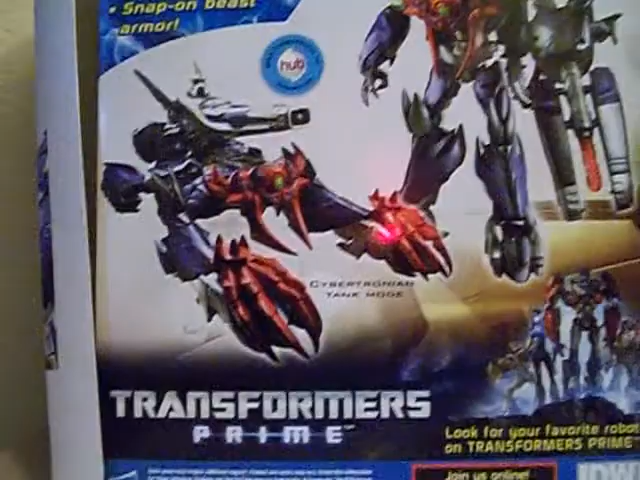 • Snap-on beast
armor!
hub
CYBERTRONIAN
TANK MODE
TRANSFORMERS
PRIME™
Look for your favorite robot
on TRANSFORMERS PRIME
Join us online!
IDW